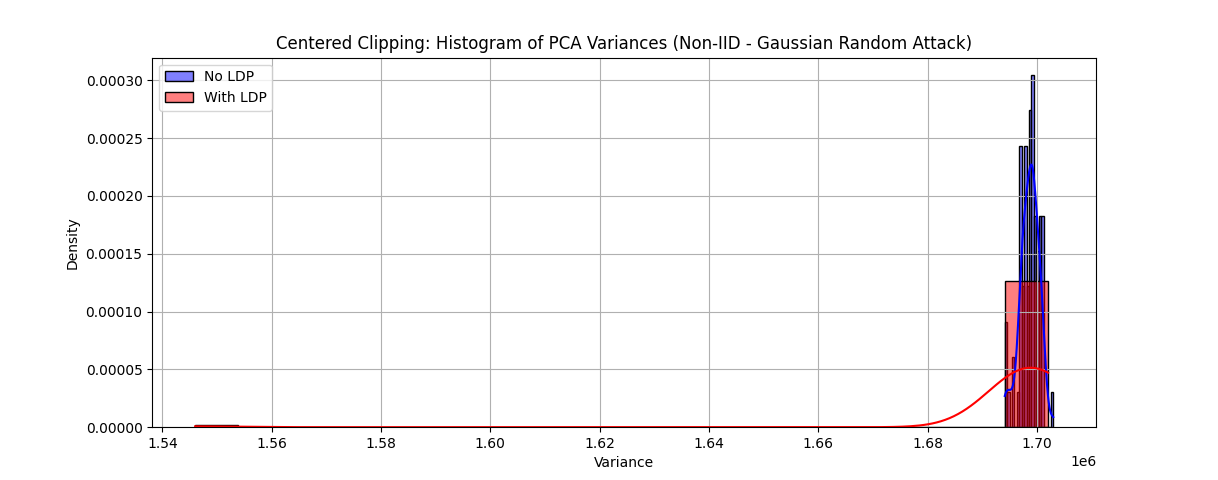 Centered Clipping: Histogram of PCA Variances (Non-IID - Gaussian Random Attack)
No LDP
With LDP
Density
0.00030
0.00025
0.00020
0.00015
0.00010
0.00005
0.00000
1.54 1.56 1.58 1.60 1.62 1.64 1.66 1.68 1.70
1e6
Variance